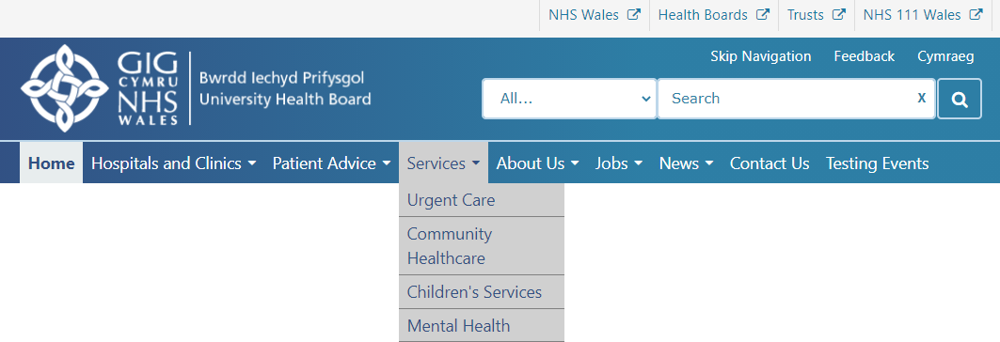 NHS Wales Health Boards Trusts NHS 111 Wales
Skip Navigation Feedback Cymraeg
GIG
CYMRU
NHS
WALES
Bwrdd Iechyd Prifysgol
University Health Board
All... Search x
Home Hospitals and Clinics Patient Advice Services About Us Jobs News Contact Us Testing Events
Urgent Care
Community
Healthcare
Children's Services
Mental Health